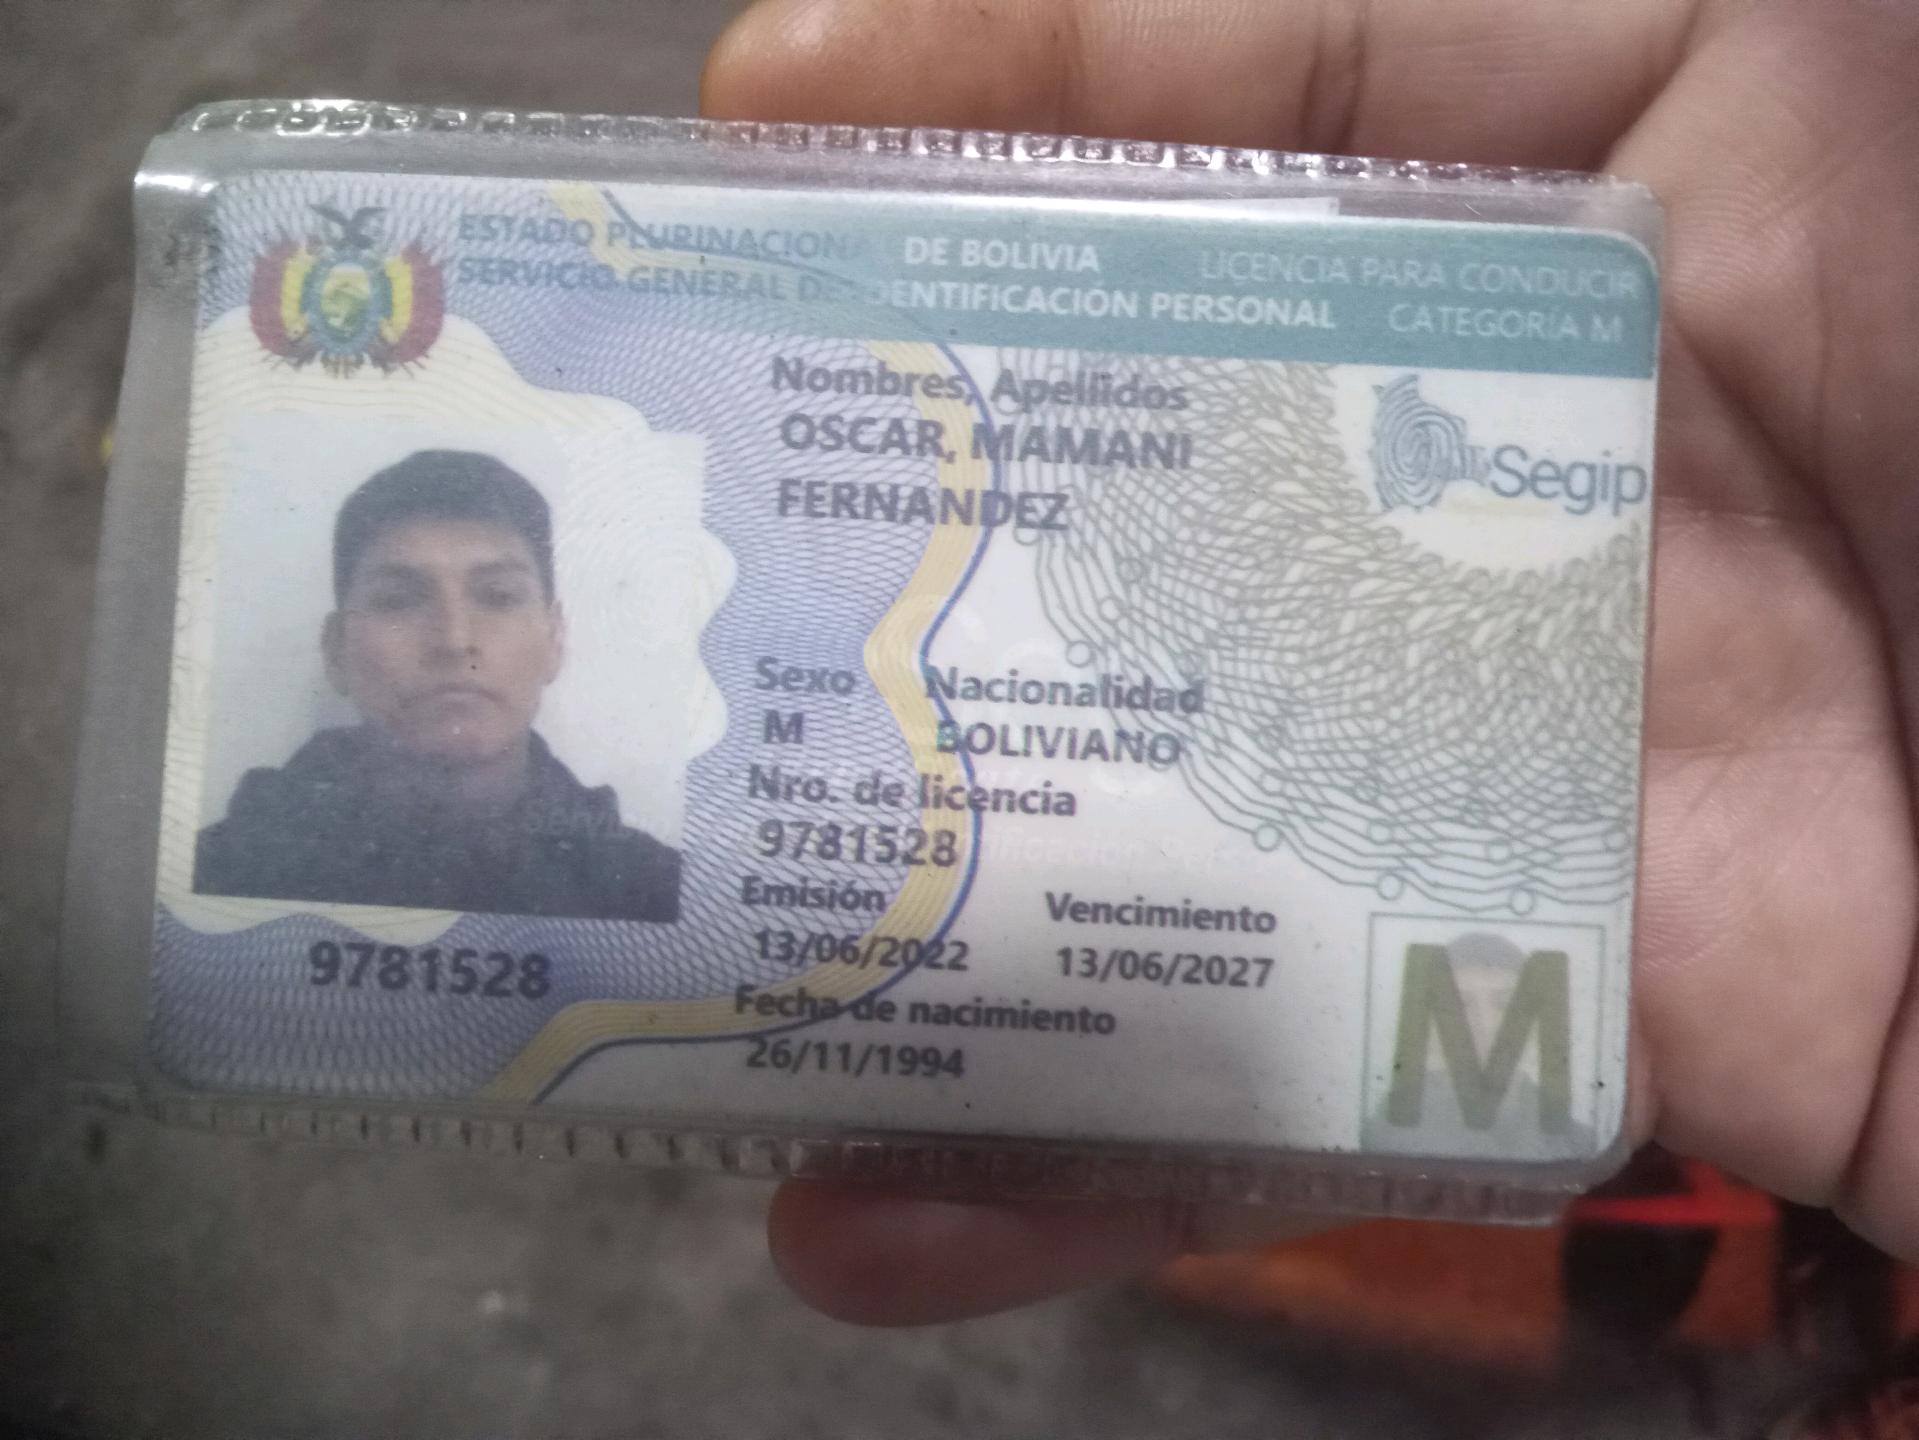 ESTADO PLURINACIONAL DE BOLIVIA
SERVICIO GENERAL DE IDENTIFICACIÓN PERSONAL
LICENCIA PARA CONDUCIR
CATEGORÍA M
Segip
Nombres, Apellidos
OSCAR, MAMANI
FERNANDEZ
Sexo Nacionalidad
M BOLIVIANO
Nro. de licencia
9781528
Emisión Vencimiento
13/06/2022 13/06/2027
Fecha de nacimiento
26/11/1994
9781528
M